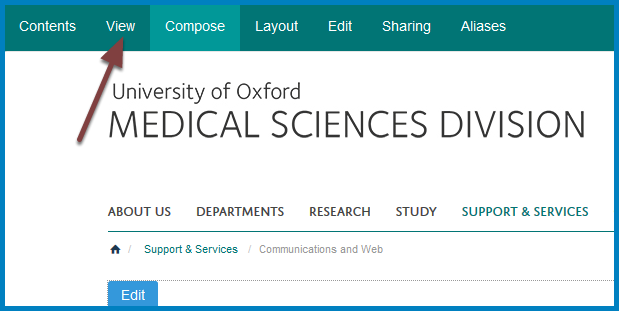 Contents View Compose Layout Edit Sharing Aliases
University of Oxford
MEDICAL SCIENCES DIVISION
ABOUT US DEPARTMENTS RESEARCH STUDY SUPPORT & SERVICES
/ Support & Services / Communications and Web
Edit